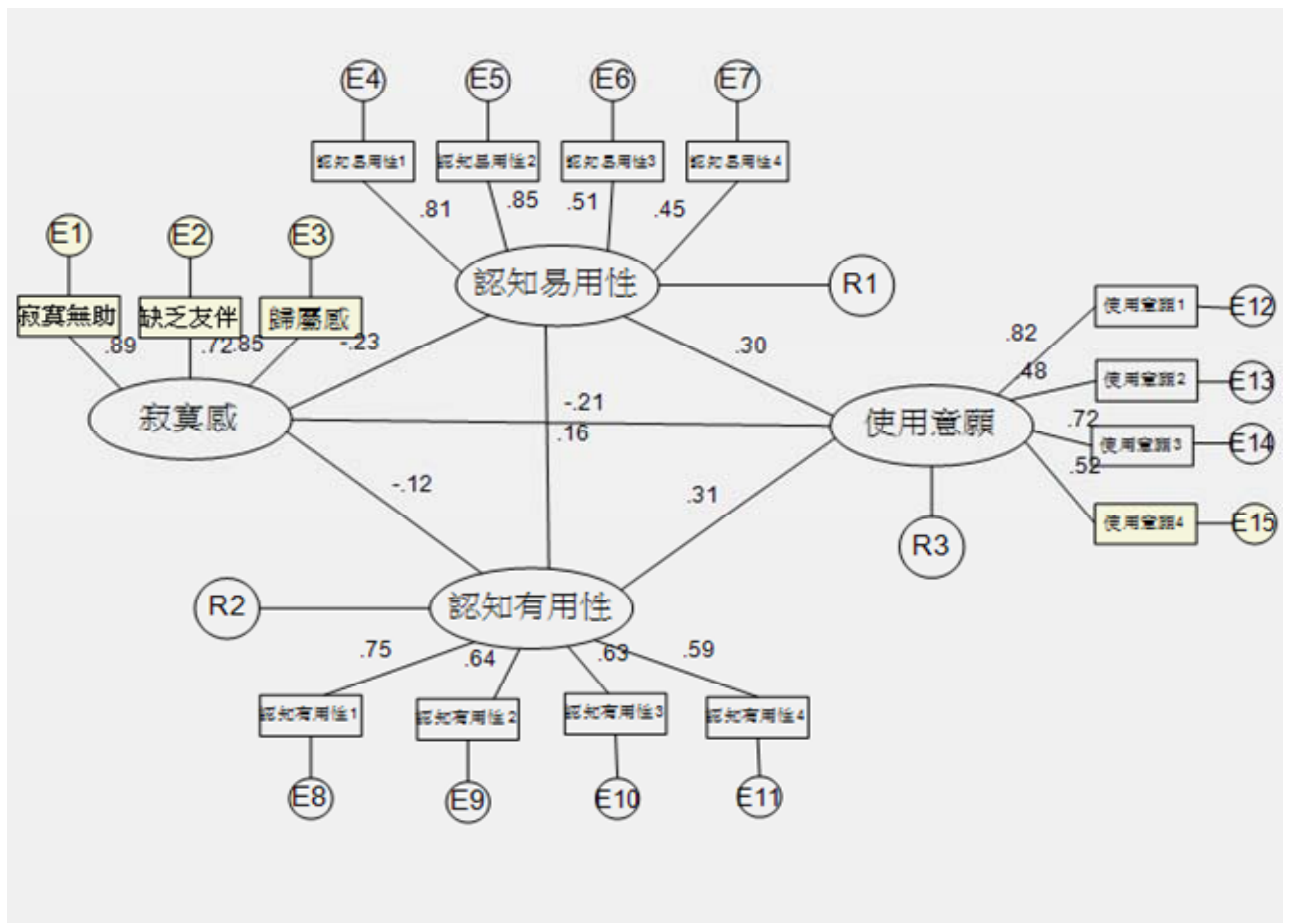 E4
E5
E6
E7
認知易用性1
認知易用性2
認知易用性3
認知易用性4
.81
.85
.51
.45
E1
E2
E3
寂寞無助
缺乏友伴
歸屬感
.89
.72
.85
-.23
認知易用性
R1
.30
使用意願1
E12
.82
.48
使用意願2
E13
寂寞感
-.21
.16
使用意願
.72
使用意願3
E14
.52
使用意願4
E15
-.12
.31
R3
R2
認知有用性
.75
.64
.63
.59
認知有用性1
認知有用性2
認知有用性3
認知有用性4
E8
E9
E10
E11